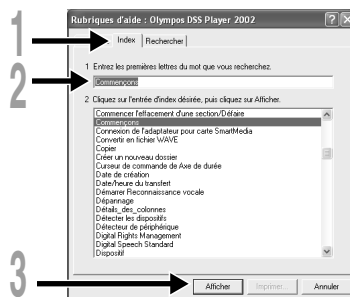 Rubriques d'aide : Olympos DSS Player 2002
1
Index
Rechercher
1 Entrez les premières lettres du mot que vous recherchez.
2
Commençons
2 Cliquez sur l'entrée d'index désirée, puis cliquez sur Afficher.
Commencer l'effacement d'une section/Défaire
Commençons
Connexion de l'adaptateur pour carte SmartMedia
Convertir en fichier WAVE
Copier
Créer un nouveau dossier
Curseur de commande de Axe de durée
Date de création
Date/heure du transfert
Démarrer Reconnaissance vocale
Dépannage
Détails_des_colonnes
Détecter les dispositifs
Détecteur de périphérique
Digital Rights Management
Digital Speech Standard
Dispositif
3
Afficher
Imprimer...
Annuler